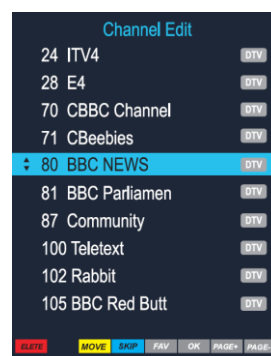 Channel Edit
24 ITV4 DTV
28 E4 DTV
70 CBBC Channel DTV
71 CBeebies DTV
80 BBC NEWS DTV
81 BBC Parliamen DTV
87 Community DTV
100 Teletext DTV
102 Rabbit DTV
105 BBC Red Butt DTV
ELETE MOVE SKIP FAV OK PAGE+ PAGE-